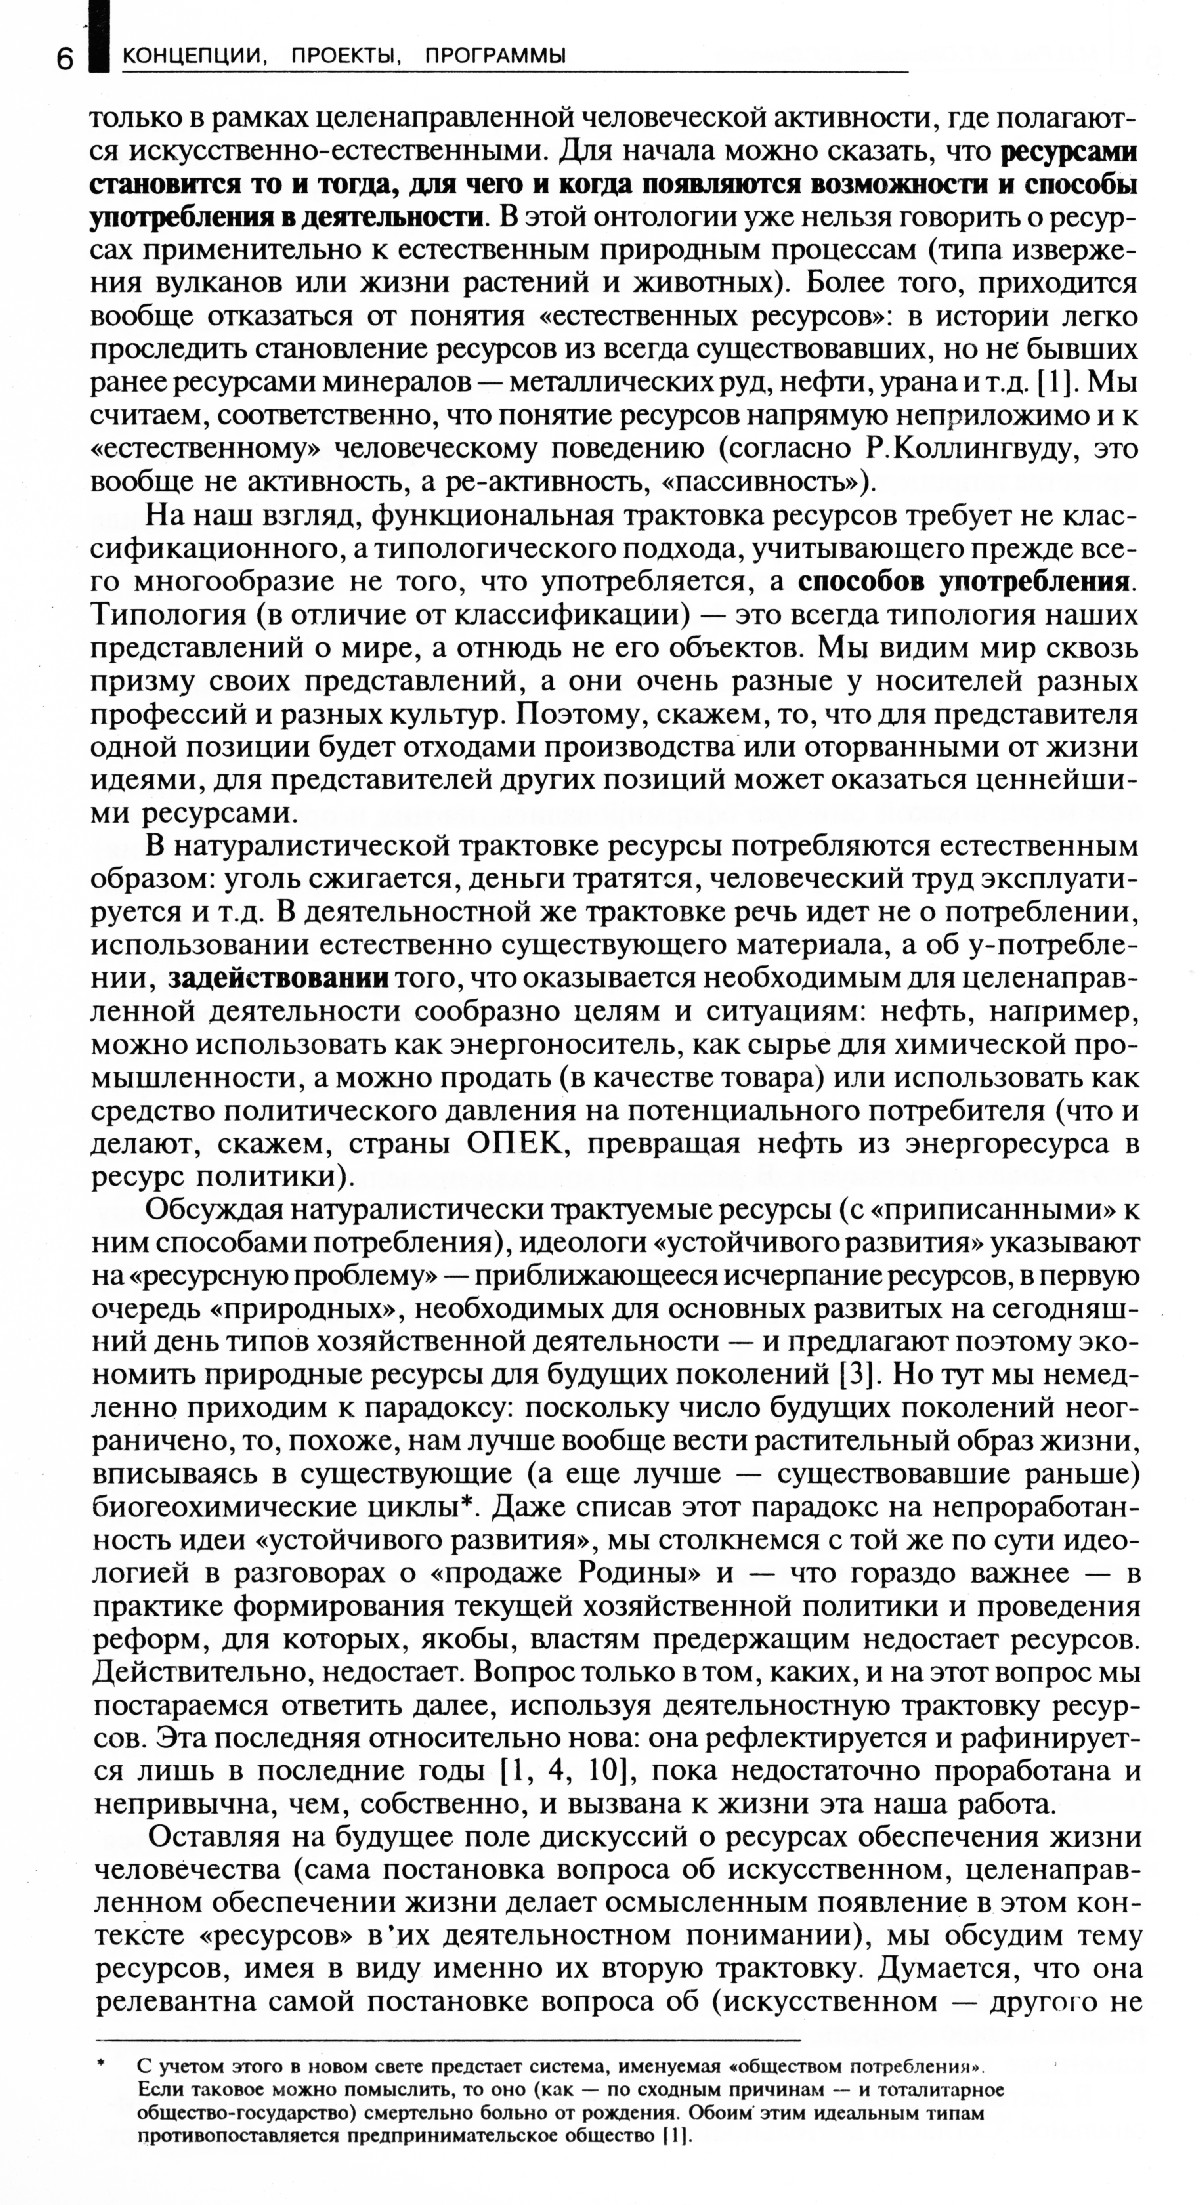 6
КОНЦЕПЦИИ, ПРОЕКТЫ, ПРОГРАММЫ
только в рамках целенаправленной человеческой активности, где полагают-
ся искусственно-естественными. Для начала можно сказать, что ресурсами
становится то и тогда, для чего и когда появляются возможности и способы
употребления в деятельности. В этой онтологии уже нельзя говорить о ресур-
сах применительно к естественным природным процессам (типа изверже-
ния вулканов или жизни растений и животных). Более того, приходится
вообще отказаться от понятия «естественных ресурсов»: в истории легко
проследить становление ресурсов из всегда существовавших, но не бывших
ранее ресурсами минералов — металлических руд, нефти, урана и т.д. [1]. Мы
считаем, соответственно, что понятие ресурсов напрямую неприложимо и к
«естественному» человеческому поведению (согласно Р.Коллингвуду, это
вообще не активность, а ре-активность, «пассивность»).
На наш взгляд, функциональная трактовка ресурсов требует не клас-
сификационного, а типологического подхода, учитывающего прежде все-
го многообразие не того, что употребляется, а способов употребления.
Типология (в отличие от классификации) — это всегда типология наших
представлений о мире, а отнюдь не его объектов. Мы видим мир сквозь
призму своих представлений, а они очень разные у носителей разных
профессий и разных культур. Поэтому, скажем, то, что для представителя
одной позиции будет отходами производства или оторванными от жизни
идеями, для представителей других позиций может оказаться ценнейши-
ми ресурсами.
В натуралистической трактовке ресурсы потребляются естественным
образом: уголь сжигается, деньги тратятся, человеческий труд эксплуати-
руется и т.д. В деятельностной же трактовке речь идет не о потреблении,
использовании естественно существующего материала, а об у-потребле-
нии, задействовании того, что оказывается необходимым для целенаправ-
ленной деятельности сообразно целям и ситуациям: нефть, например,
можно использовать как энергоноситель, как сырье для химической про-
мышленности, а можно продать (в качестве товара) или использовать как
средство политического давления на потенциального потребителя (что и
делают, скажем, страны ОПЕК, превращая нефть из энергоресурса в
ресурс политики).
Обсуждая натуралистически трактуемые ресурсы (с «приписанными» к
ним способами потребления), идеологи «устойчивого развития» указывают
на «ресурсную проблему» — приближающееся исчерпание ресурсов, в первую
очередь «природных», необходимых для основных развитых на сегодняш-
ний день типов хозяйственной деятельности — и предлагают поэтому эко-
номить природные ресурсы для будущих поколений [3]. Но тут мы немед-
ленно приходим к парадоксу: поскольку число будущих поколений неог-
раничено, то, похоже, нам лучше вообще вести растительный образ жизни,
вписываясь в существующие (а еще лучше — существовавшие раньше)
биогеохимические циклы*. Даже списав этот парадокс на непроработан-
ность идеи «устойчивого развития», мы столкнемся с той же по сути идео-
логией в разговорах о «продаже Родины» и — что гораздо важнее — в
практике формирования текущей хозяйственной политики и проведения
реформ, для которых, якобы, властям предержащим недостает ресурсов.
Действительно, недостает. Вопрос только в том, каких, и на этот вопрос мы
постараемся ответить далее, используя деятельностную трактовку ресур-
сов. Эта последняя относительно нова: она рефлектируется и рафинирует-
ся лишь в последние годы [1, 4, 10], пока недостаточно проработана и
непривычна, чем, собственно, и вызвана к жизни эта наша работа.
Оставляя на будущее поле дискуссий о ресурсах обеспечения жизни
человечества (сама постановка вопроса об искусственном, целенаправ-
ленном обеспечении жизни делает осмысленным появление в этом кон-
тексте «ресурсов» в их деятельностном понимании), мы обсудим тему
ресурсов, имея в виду именно их вторую трактовку. Думается, что она
релевантна самой постановке вопроса об (искусственном — другого не
* С учетом этого в новом свете предстает система, именуемая «обществом потребления».
Если таковое можно помыслить, то оно (как — по сходным причинам — и тоталитарное
общество-государство) смертельно больно от рождения. Обоим этим идеальным типам
противопоставляется предпринимательское общество [1].